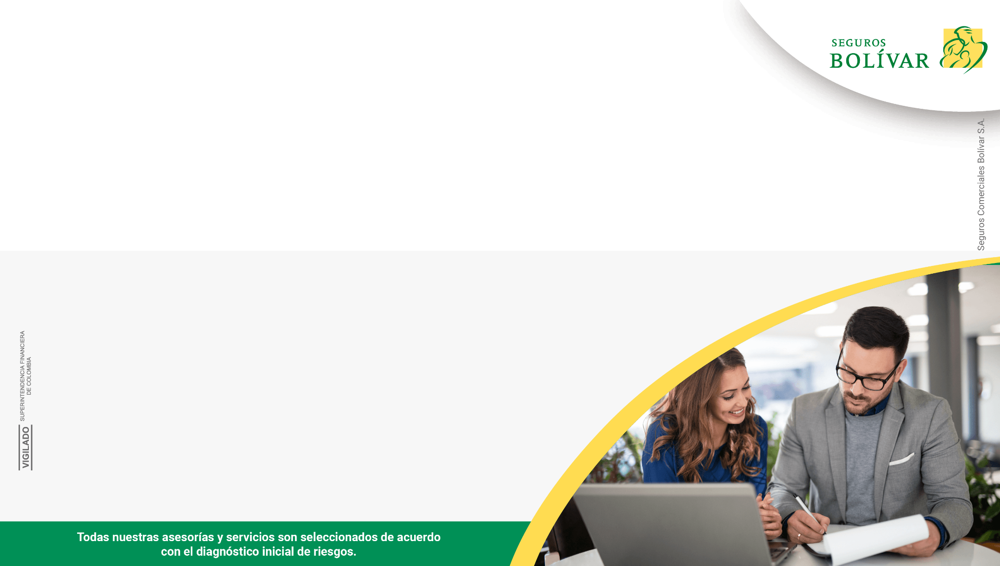 SEGUROS
BOLÍVAR
Seguros Comerciales Bolívar S.A.
VIGILADO
SUPERINTENDENCIA FINANCIERA
DE COLOMBIA
Todas nuestras asesorías y servicios son seleccionados de acuerdo
con el diagnóstico inicial de riesgos.